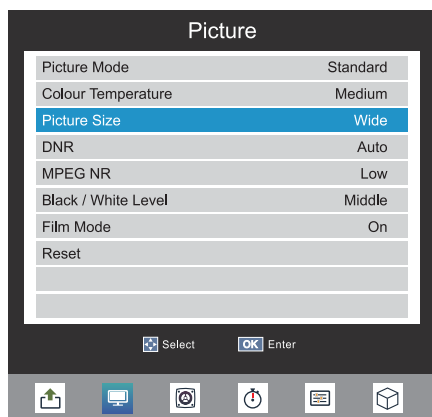 Picture
Picture Mode Standard
Colour Temperature Medium
Picture Size Wide
DNR Auto
MPEG NR Low
Black / White Level Middle
Film Mode On
Reset
Select OK Enter